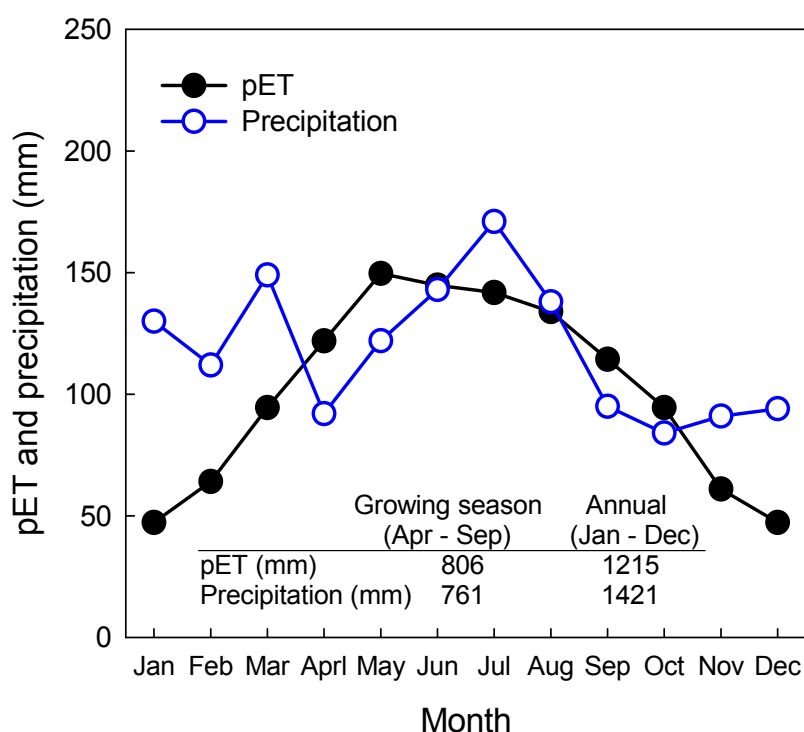 250
200
150
100
50
0
pET and precipitation (mm)
pET
Precipitation
Growing season Annual
(Apr - Sep) (Jan - Dec)
pET (mm) 806 1215
Precipitation (mm) 761 1421
Jan Feb Mar Aprl May Jun Jul Aug Sep Oct Nov Dec
Month